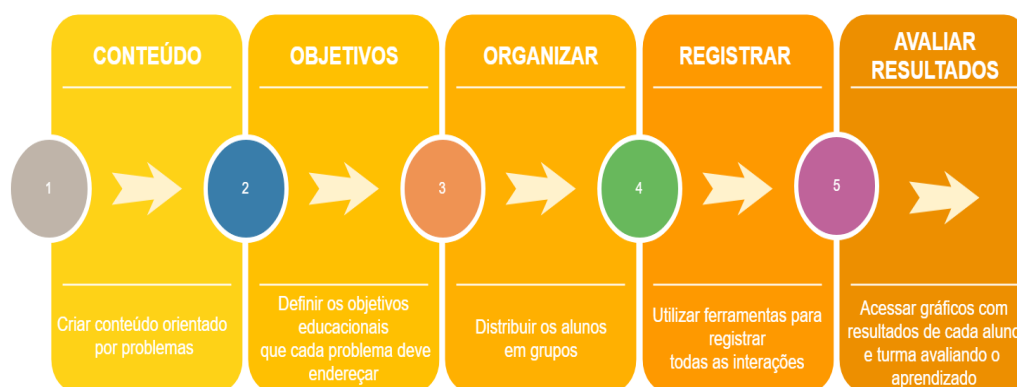 CONTEÚDO
OBJETIVOS
ORGANIZAR
REGISTRAR
AVALIAR
RESULTADOS
1
2
3
4
5
Criar conteúdo orientado
por problemas
Definir os objetivos
educacionais
que cada problema deve
endereçar
Distribuir os alunos
em grupos
Utilizar ferramentas para
registrar
todas as interações
Acessar gráficos com
resultados de cada aluno
e turma avaliando o
aprendizado